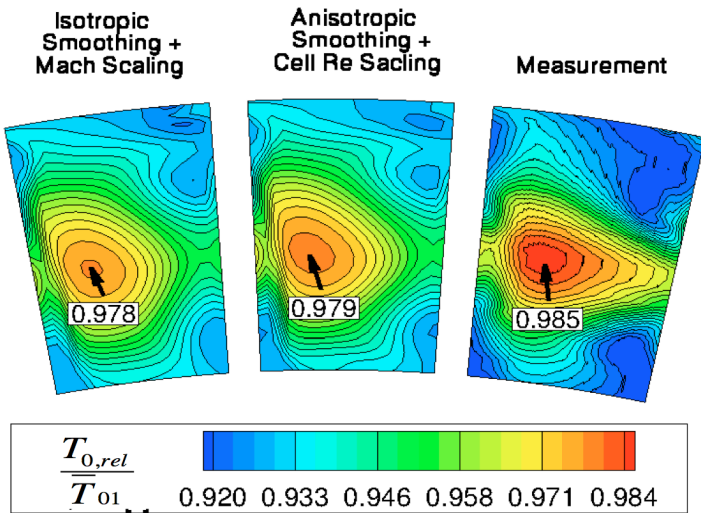 Isotropic
Smoothing +
Mach Scaling
Anisotropic
Smoothing +
Cell Re Sacling
Measurement
0.978
0.979
0.985
T0,rel
T01
0.920 0.933 0.946 0.958 0.971 0.984